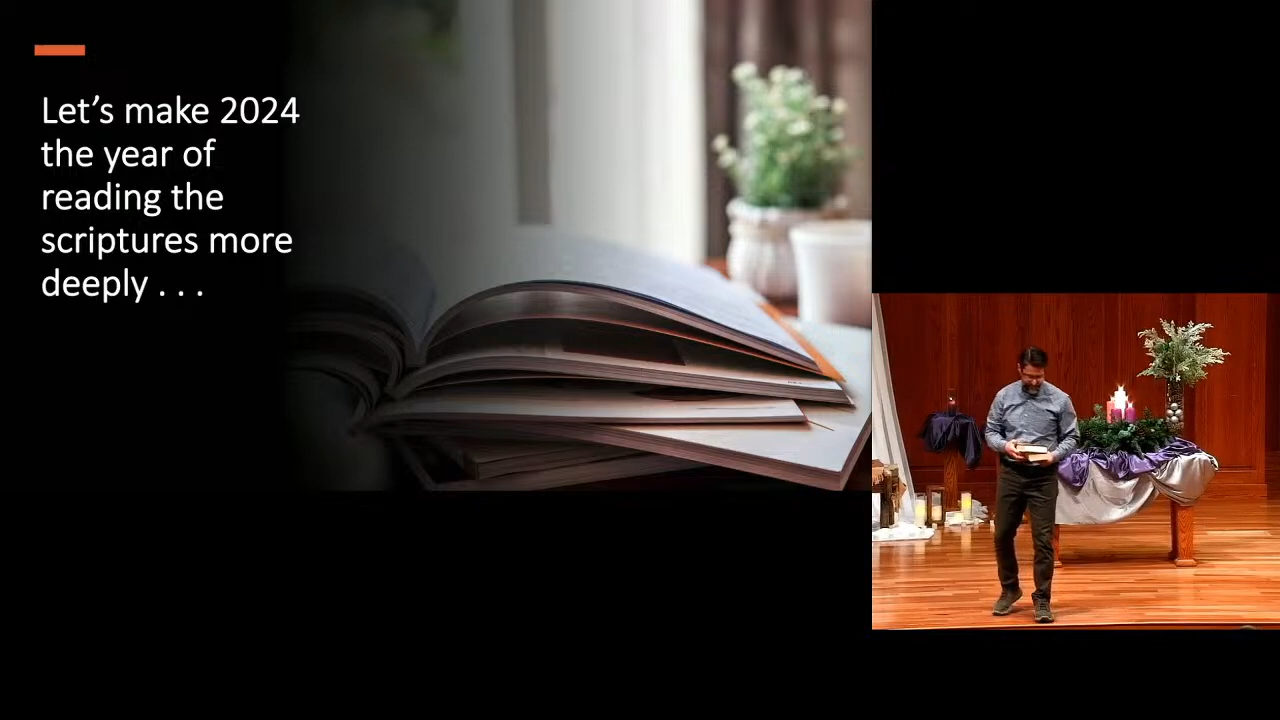 Let’s make 2024
the year of
reading the
scriptures more
deeply . . .